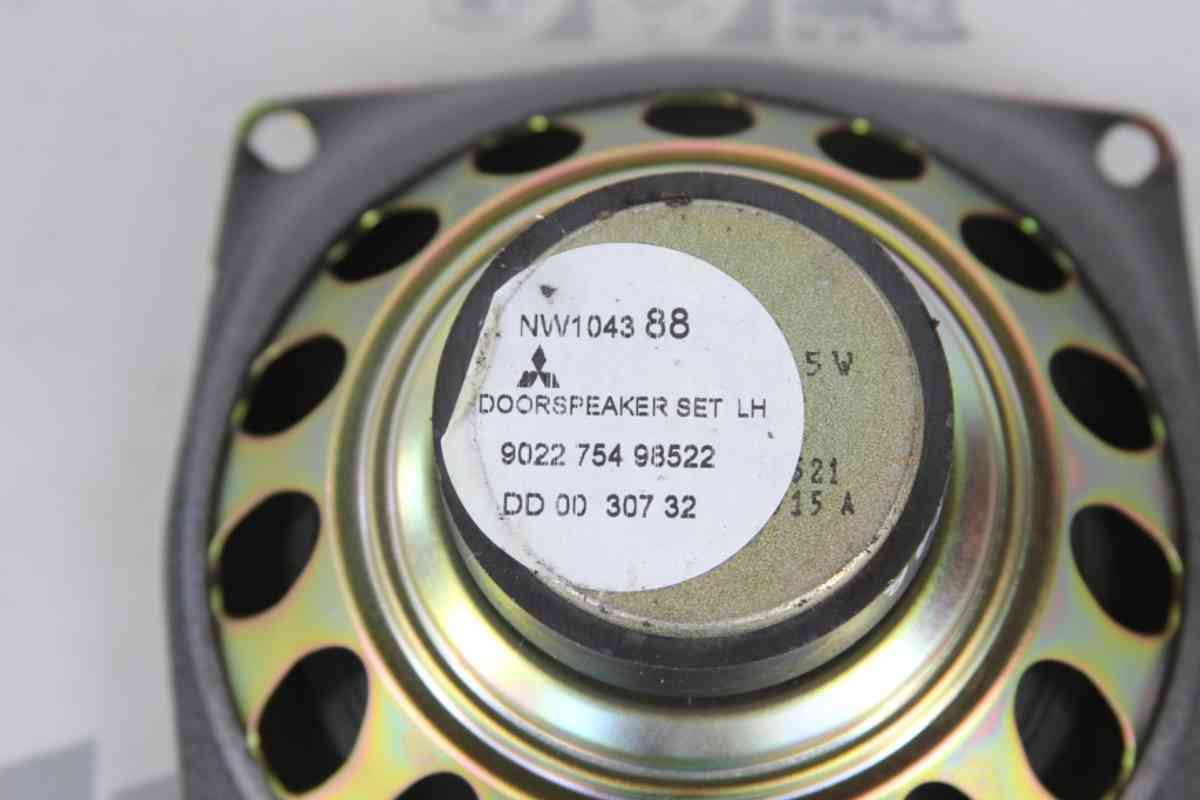 NW1043 88
DOORSPEAKER SET LH
9022 754 98522
DD 00 307 32
5 W
521
15 A